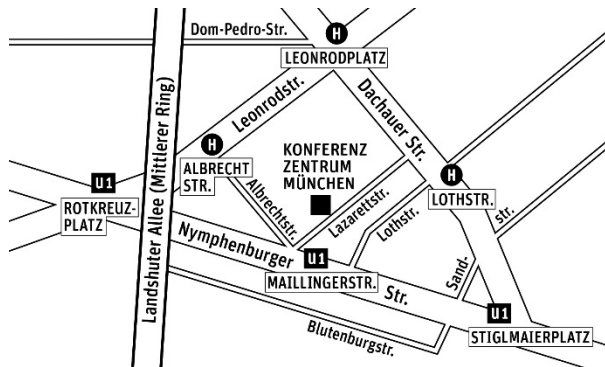 Dom-Pedro-Str.
H
LEONRODPLATZ
Landshuter Allee (Mittlerer Ring)
Leonrodstr.
Dachauer Str.
H
ALBRECHT
STR.
KONFERENZ
ZENTRUM
MÜNCHEN
U1
ROTKREUZ-
PLATZ
Albrechtstr.
Lazarettstr.
Lothstr.
H
LOTHSTR.
Nymphenburger Str.
U1
MAILLINGERSTR.
Sand-
str.
Blutenburgstr.
U1
STIGLMAIERPLATZ